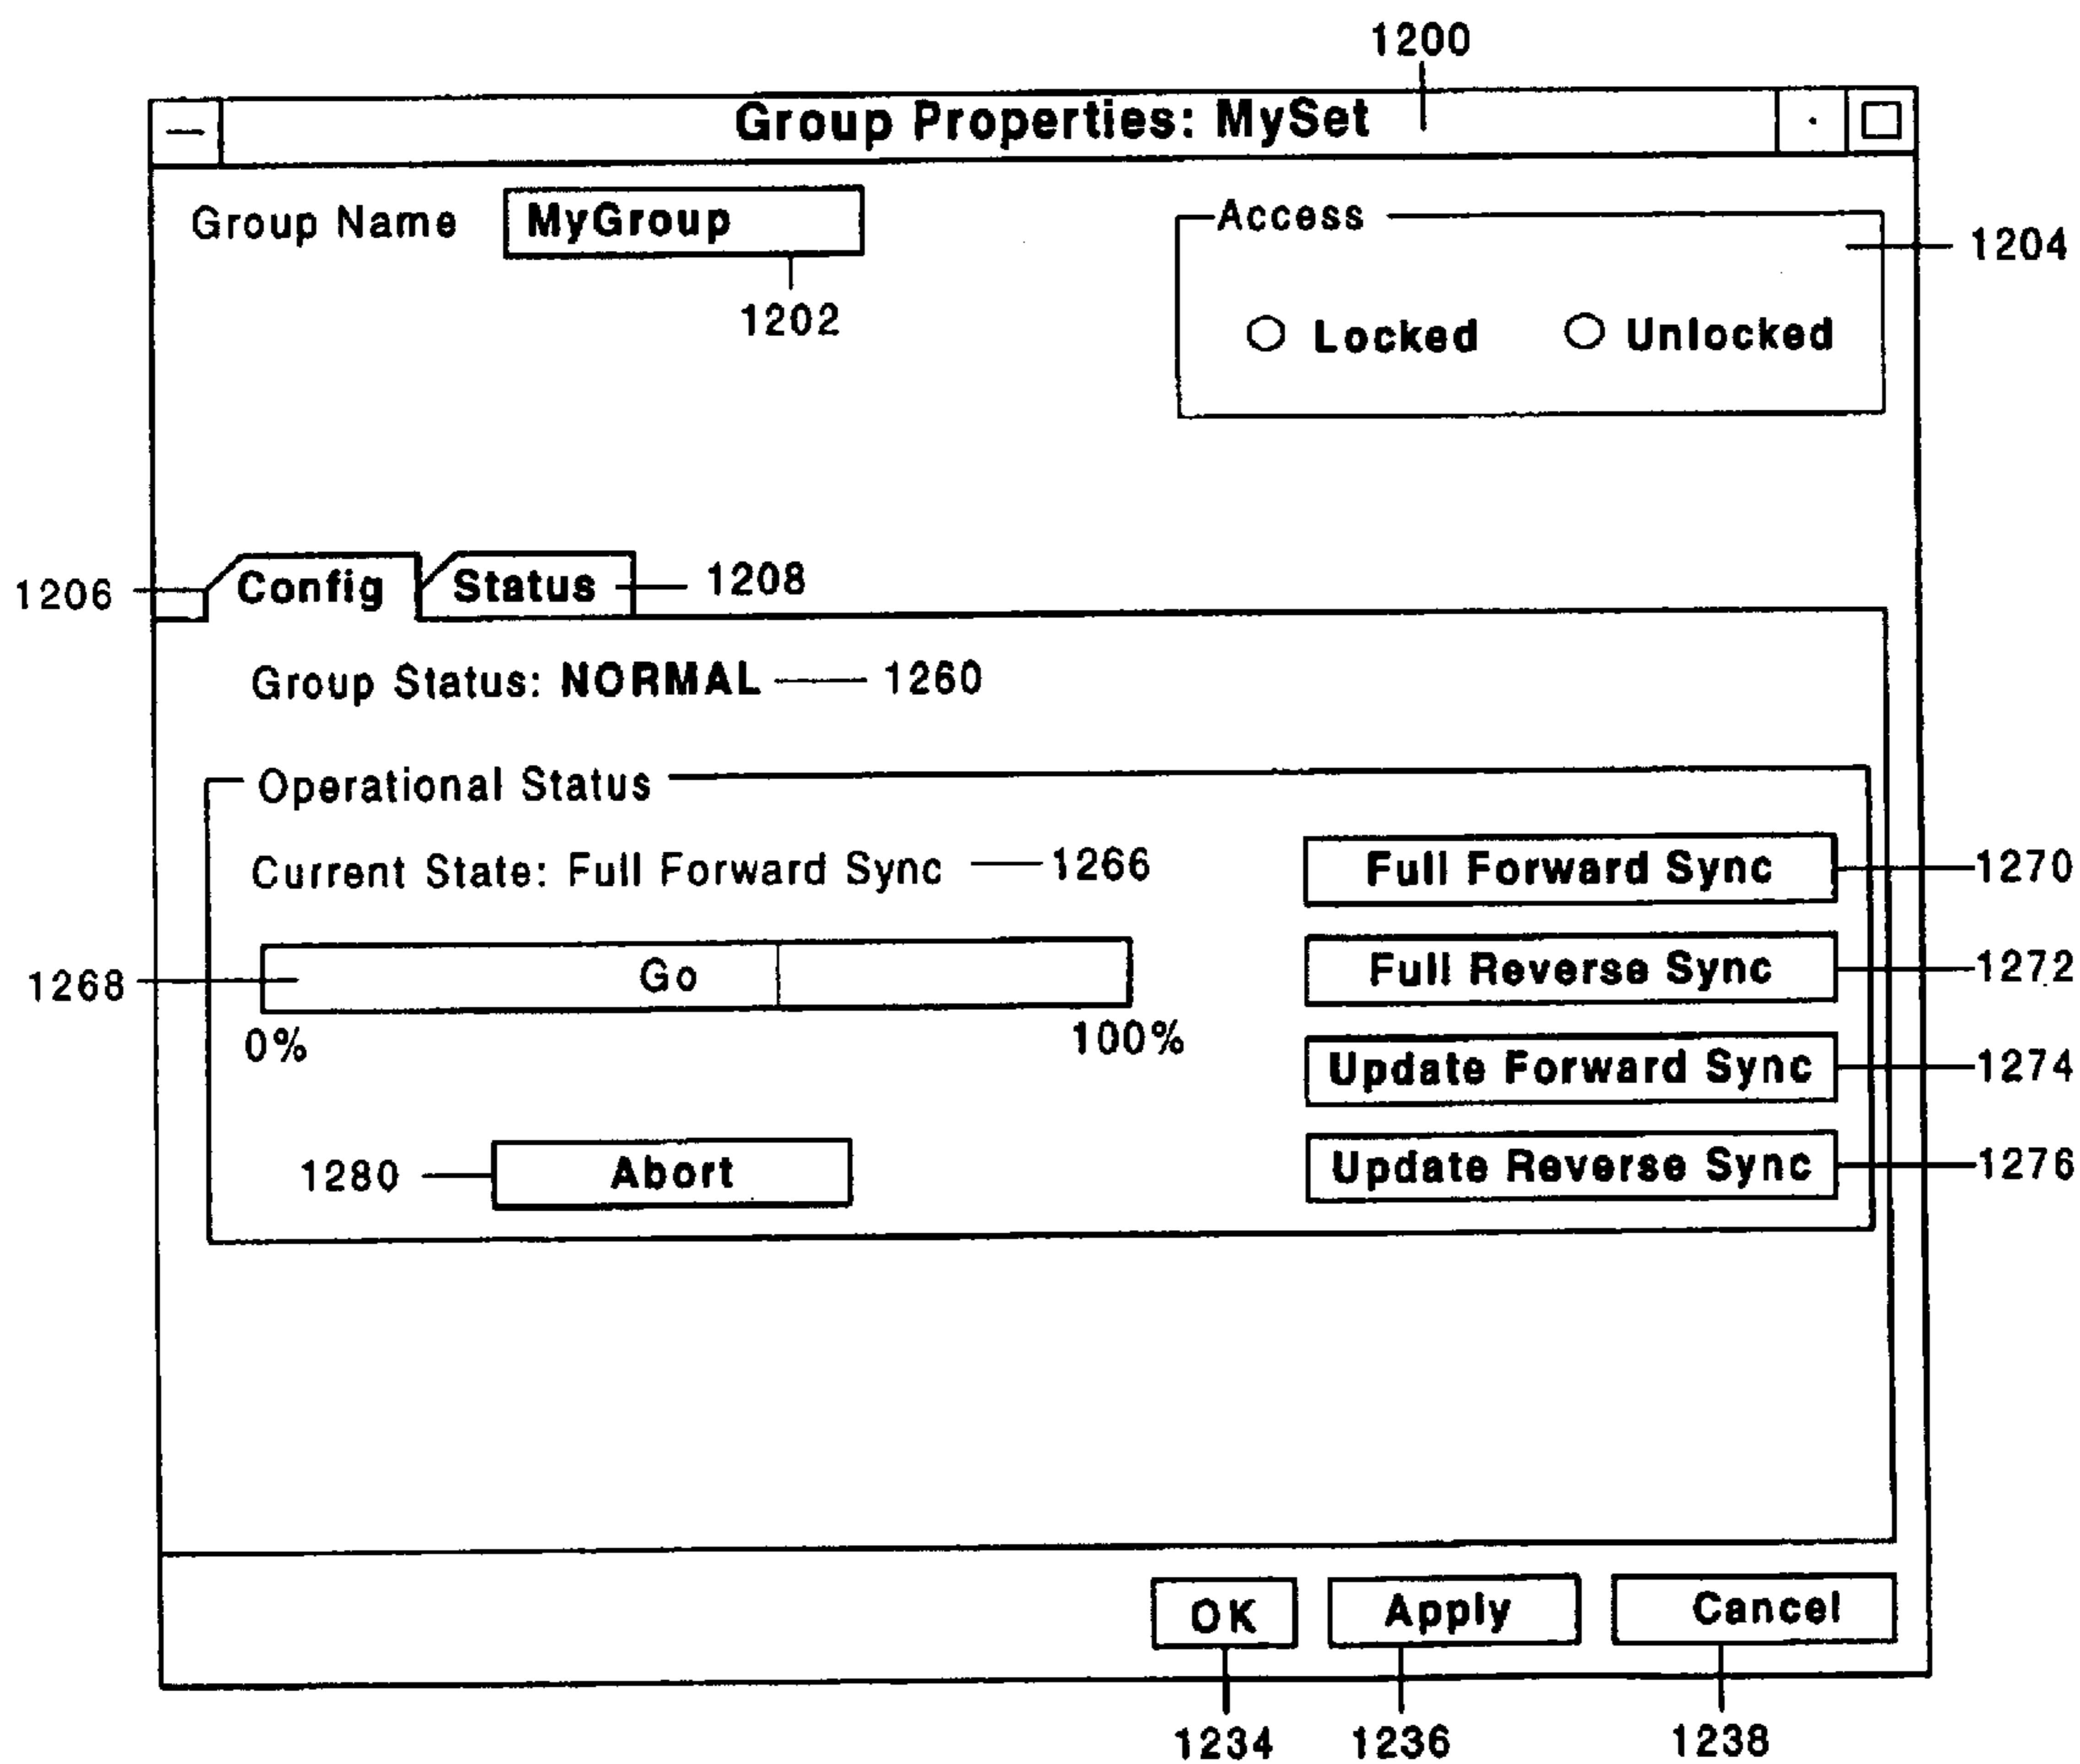 1200
Group Properties: MySet
Group Name MyGroup
Access
1204
1202
Locked Unlocked
1206 Config Status 1208
Group Status: NORMAL 1260
Operational Status
Current State: Full Forward Sync 1266
Full Forward Sync 1270
1268 Go
Full Reverse Sync 1272
0% 100%
Update Forward Sync 1274
1280 Abort
Update Reverse Sync 1276
OK Apply Cancel
1234 1236 1238